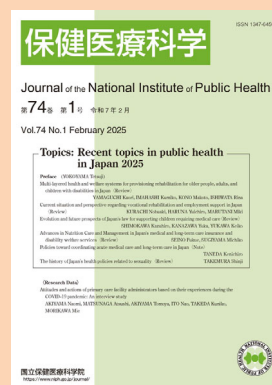 ISSN 1347-645
保健医療科学
Journal of the National Institute of Public Health
第74巻 第1号 令和7年2月
Vol.74 No.1 February 2025
Topics: Recent topics in public health
in Japan 2025
Preface (YOKOYAMA Tetsuji)
Multi-layered health and welfare systems for provisioning rehabilitation for older people, adults, and
children with disabilities in Japan (Review)
YAMAGUCHI Kaori, IMAHASHI Kumiko, KONO Makoto, ISHIWATA Risa
Current situation and perspective regarding vocational rehabilitation and employment support in Japan
(Review) KURACHI Nobuaki, HARUNA Yuichiro, MARUTANI Miki
Evolution and future prospects of Japan's law for supporting children requiring medical care (Review)
SHIMOKAWA Kazuhiro, KANAZAWA Yuka, YUKAWA Keiko
Advances in Nutrition Care and Management in Japan's medical and long-term care insurance and
disability welfare services (Review) SEINO Fukue, SUGIYAMA Michiko
Policies toward coordinating acute medical care and long-term care in Japan (Note)
TANEDA Kenichiro
The history of Japan's health policies related to sexuality (Review) TAKEMURA Shinji
(Research Data)
Attitudes and actions of primary care facility administrators based on their experiences during the
COVID-19 pandemic: An interview study
AKIYAMA Naomi, MATSUNAGA Atsushi, AKIYAMA Tomoya, ITO Nao, TAKEDA Kumiko,
MORIKAWA Mie
国立保健医療科学院
https://www.niph.go.jp/journal/